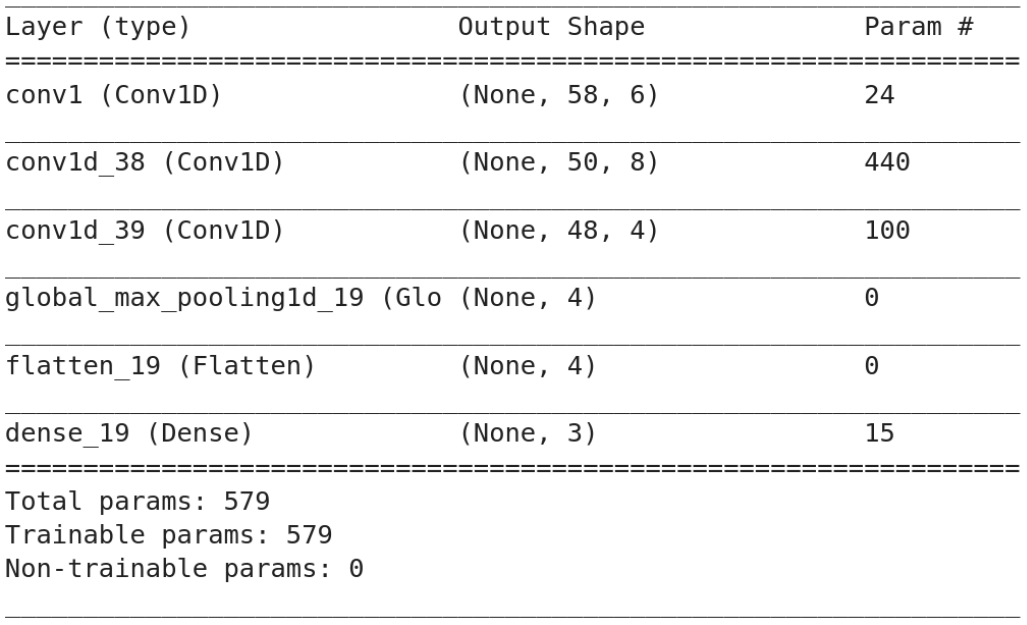 Layer (type) Output Shape Param #
conv1 (Conv1D) (None, 58, 6) 24
conv1d_38 (Conv1D) (None, 50, 8) 440
conv1d_39 (Conv1D) (None, 48, 4) 100
global_max_pooling1d_19 (Glo (None, 4) 0
flatten_19 (Flatten) (None, 4) 0
dense_19 (Dense) (None, 3) 15
Total params: 579
Trainable params: 579
Non-trainable params: 0